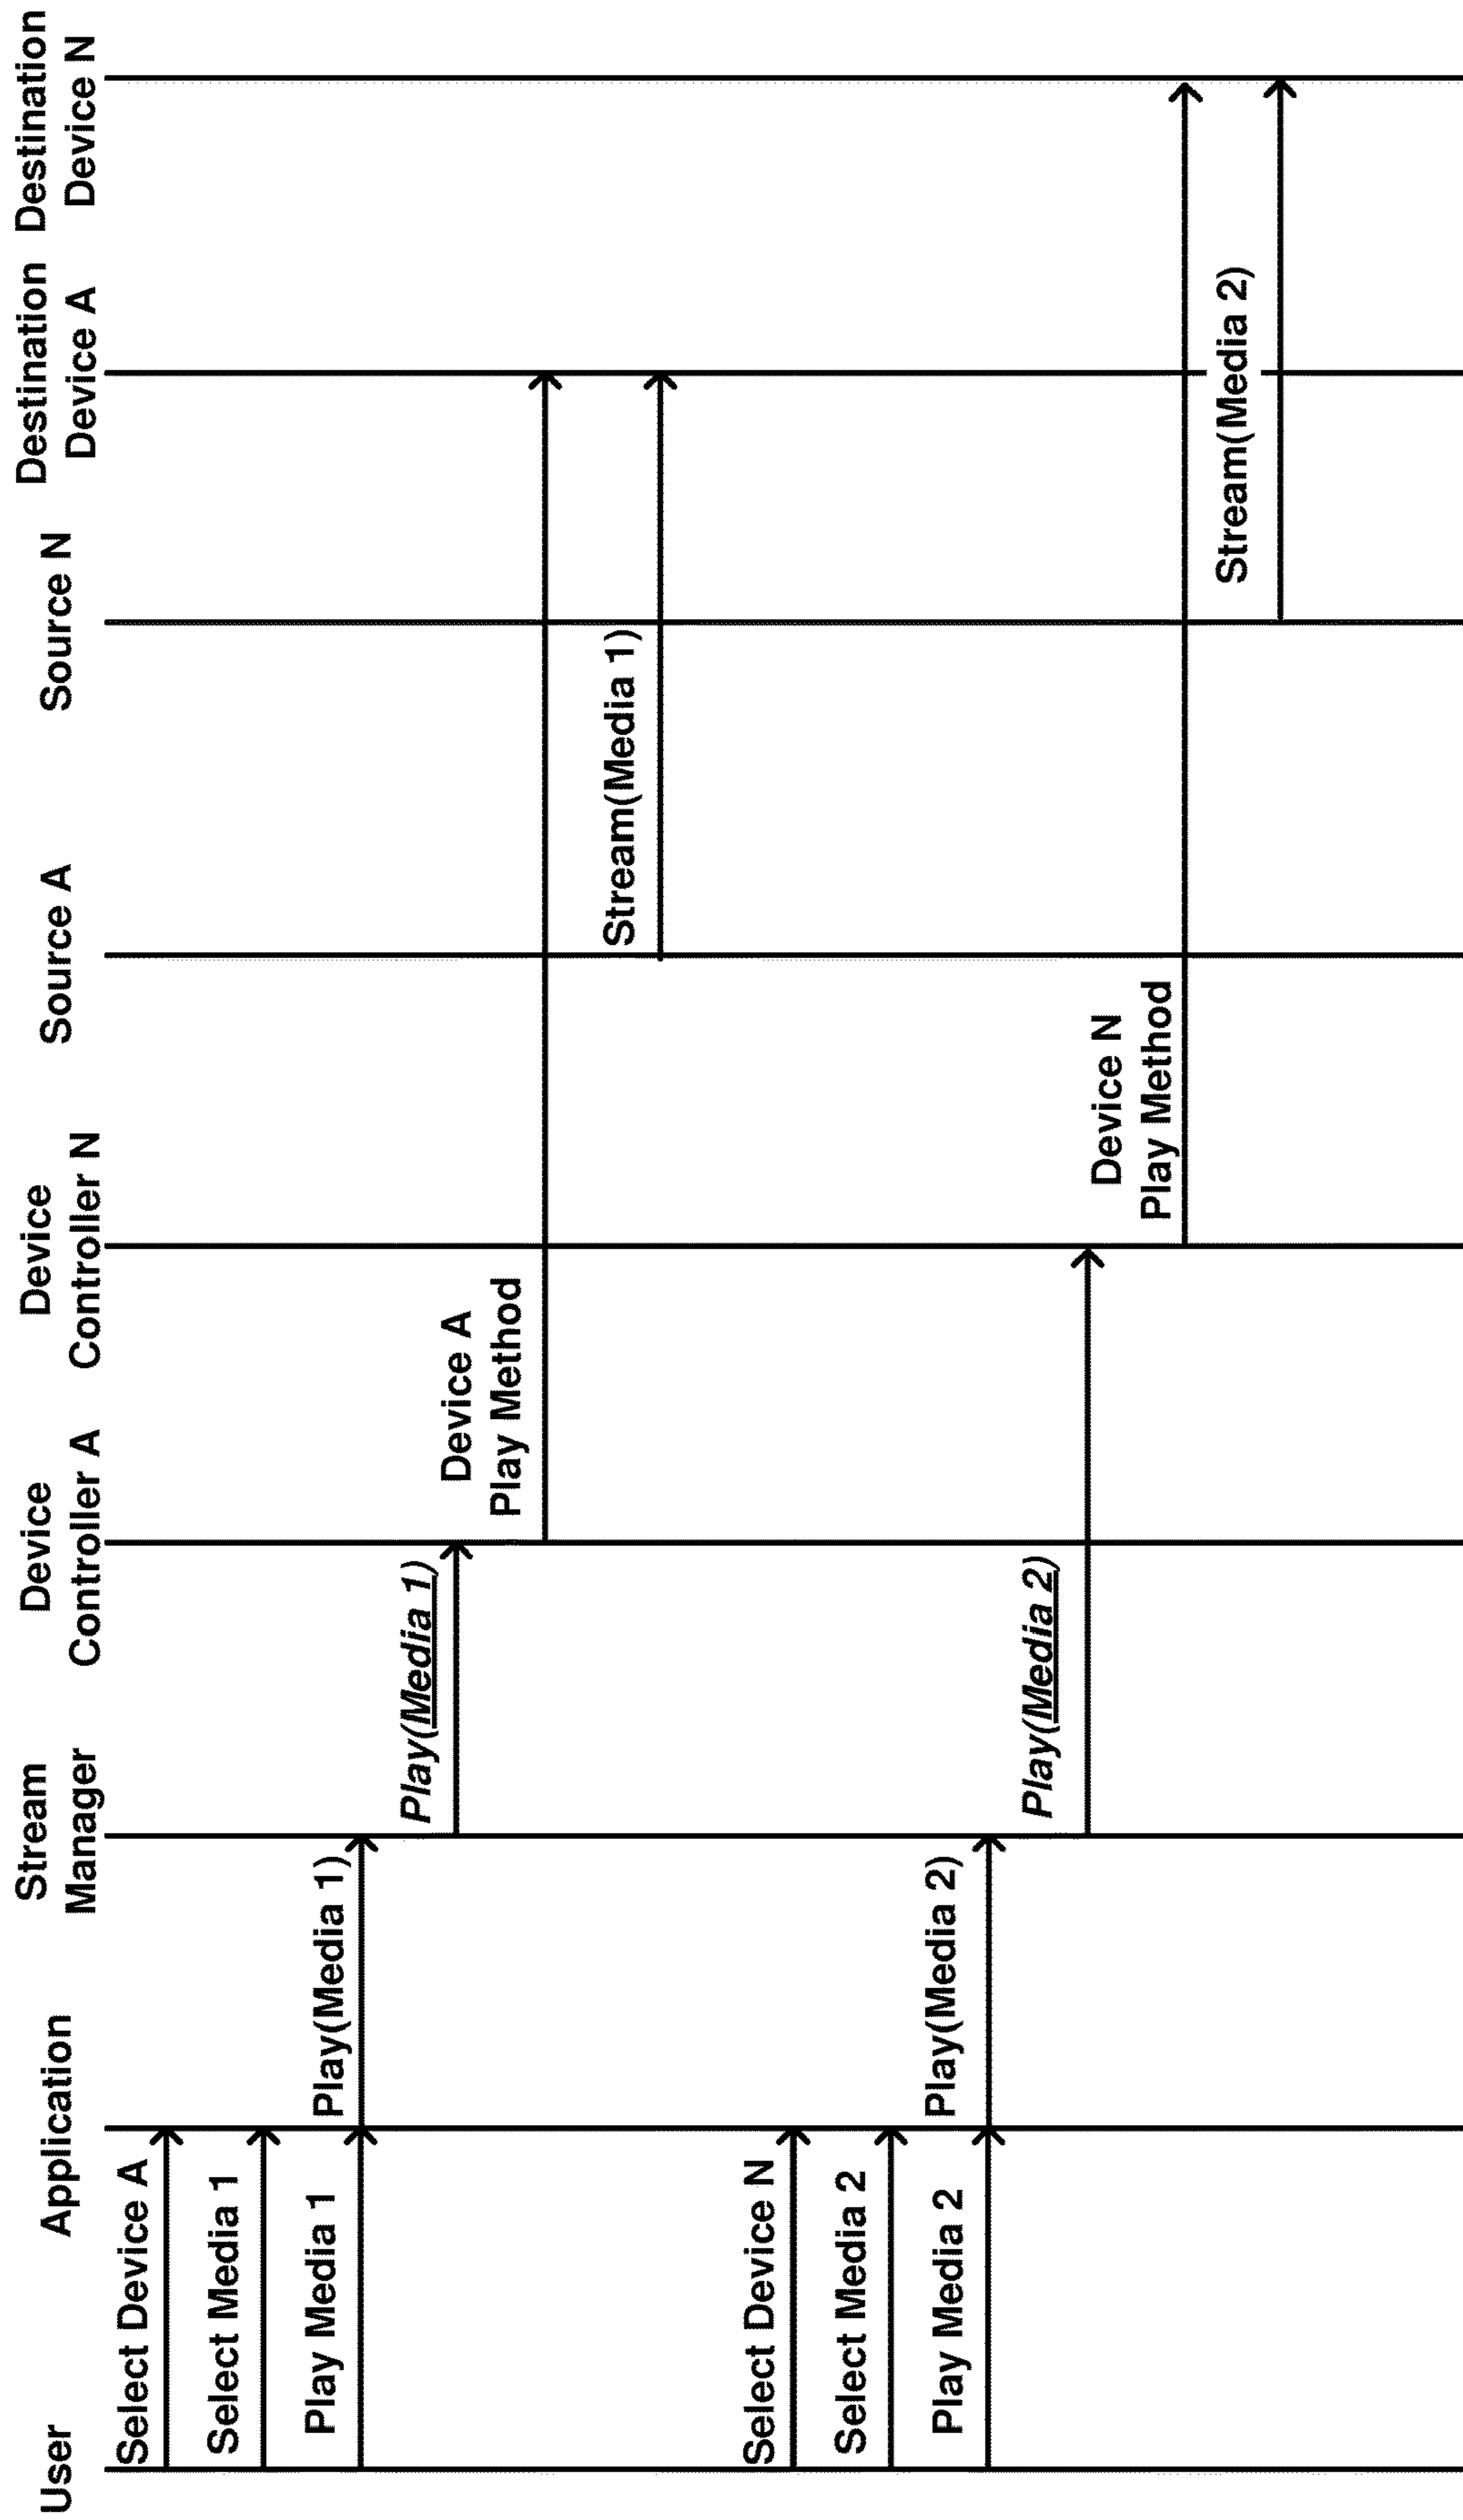 User
Application
Stream
Manager
Device
Controller A
Device
Controller N
Source A
Source N
Destination
Device A
Destination
Device N
Select Device A
Select Media 1
Play Media 1
Play(Media 1)
Play(Media 1)
Device A
Play Method
Stream(Media 1)
Select Device N
Select Media 2
Play Media 2
Play(Media 2)
Play(Media 2)
Device N
Play Method
Stream(Media 2)